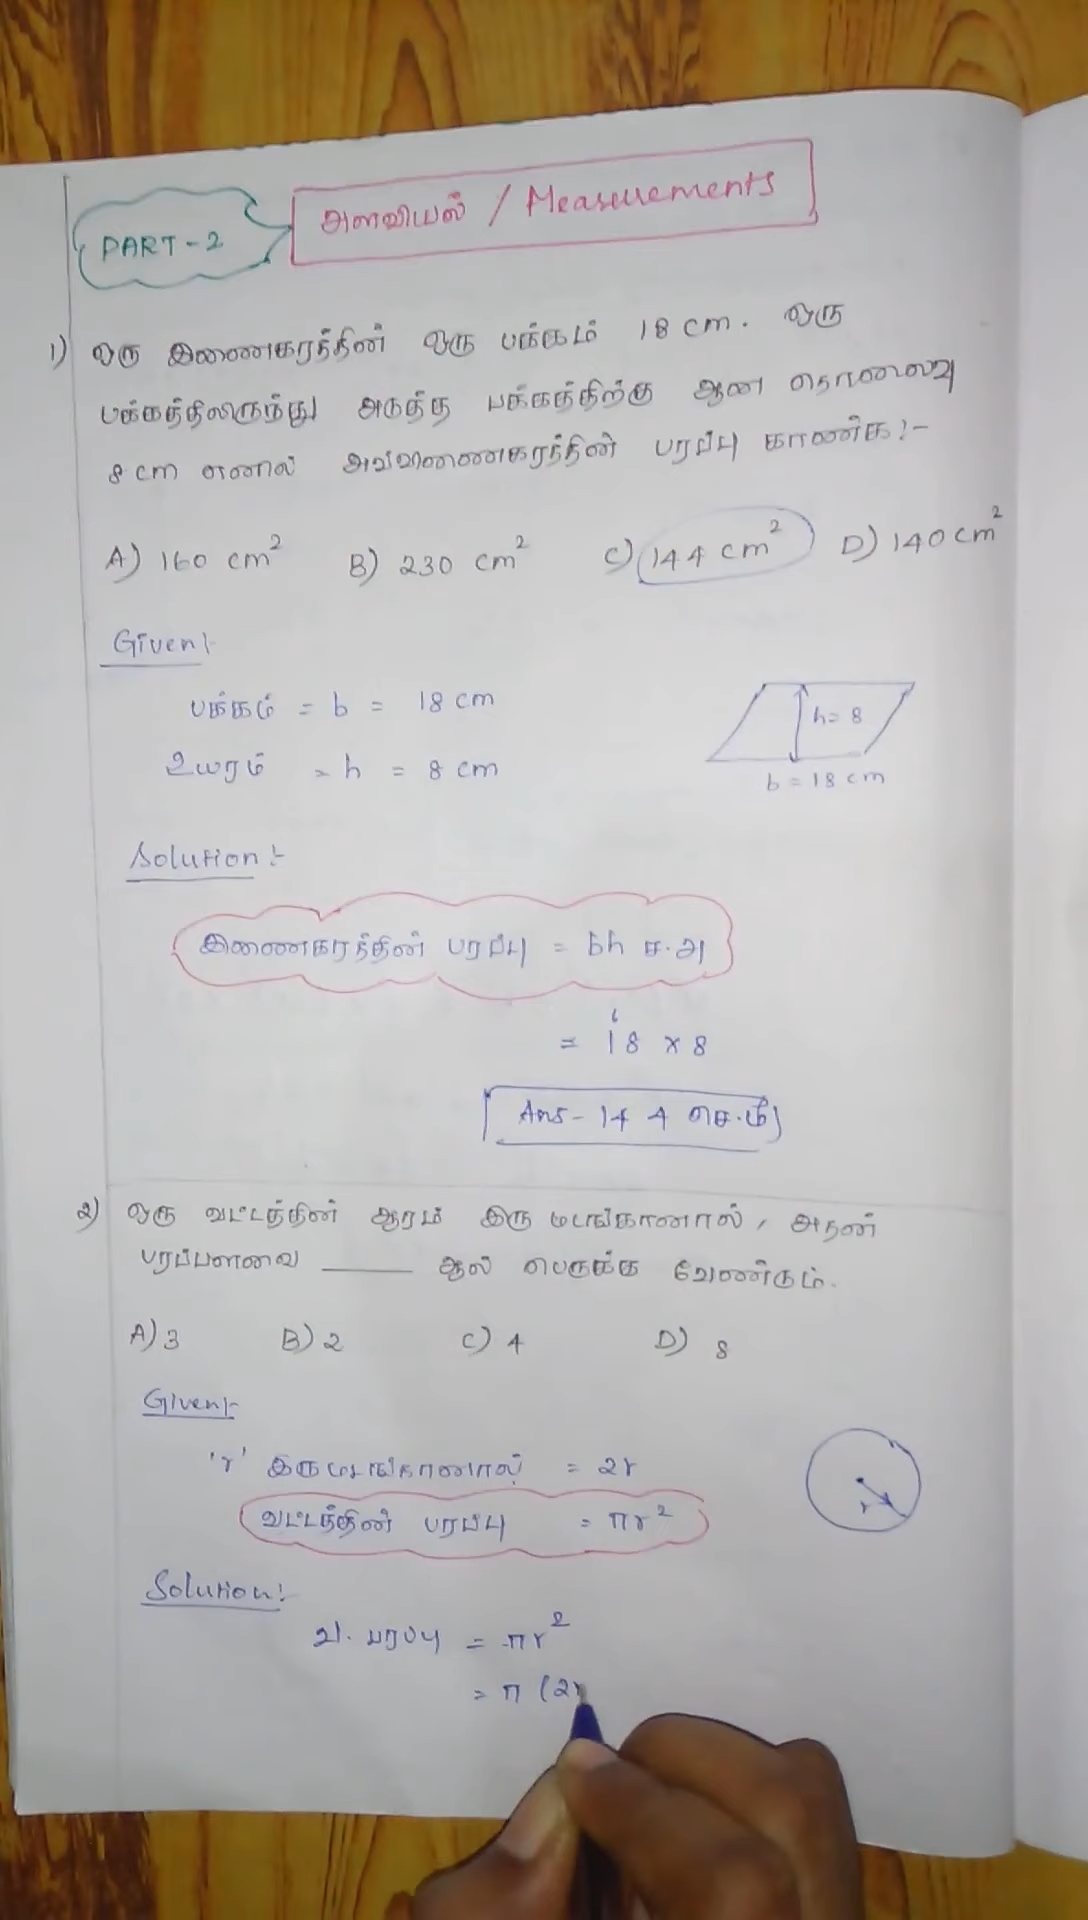 PART-2
அளவியல் / Measurements
1) ஒரு இணைகரத்தின் ஒரு பக்கம் 18 cm. ஒரு
பக்கத்திலிருந்து அடுத்த பக்கத்திற்கு ஆன தொலைவு
8 cm எனில் அவ்விணைகரத்தின் பரப்பு காண்க:-
A) 160 cm² B) 230 cm² C) 144 cm² D) 140 cm²
Given:-
பக்கம் = b = 18 cm
உயரம் = h = 8 cm
h = 8
b = 18 cm
Solution:-
இணைகரத்தின் பரப்பு = bh ச.அ
6
= 18 × 8
Ans - 144 செ.மீ
2) ஒரு வட்டத்தின் ஆரம் இரு மடங்கானால், அதன்
பரப்பளவை ____ ஆல் பெருக்க வேண்டும்.
A) 3 B) 2 C) 4 D) 8
Given:-
'r' இருமடங்கானால் = 2r
r
வட்டத்தின் பரப்பு = πr²
Solution:-
வ. பரப்பு = πr²
= π (2r